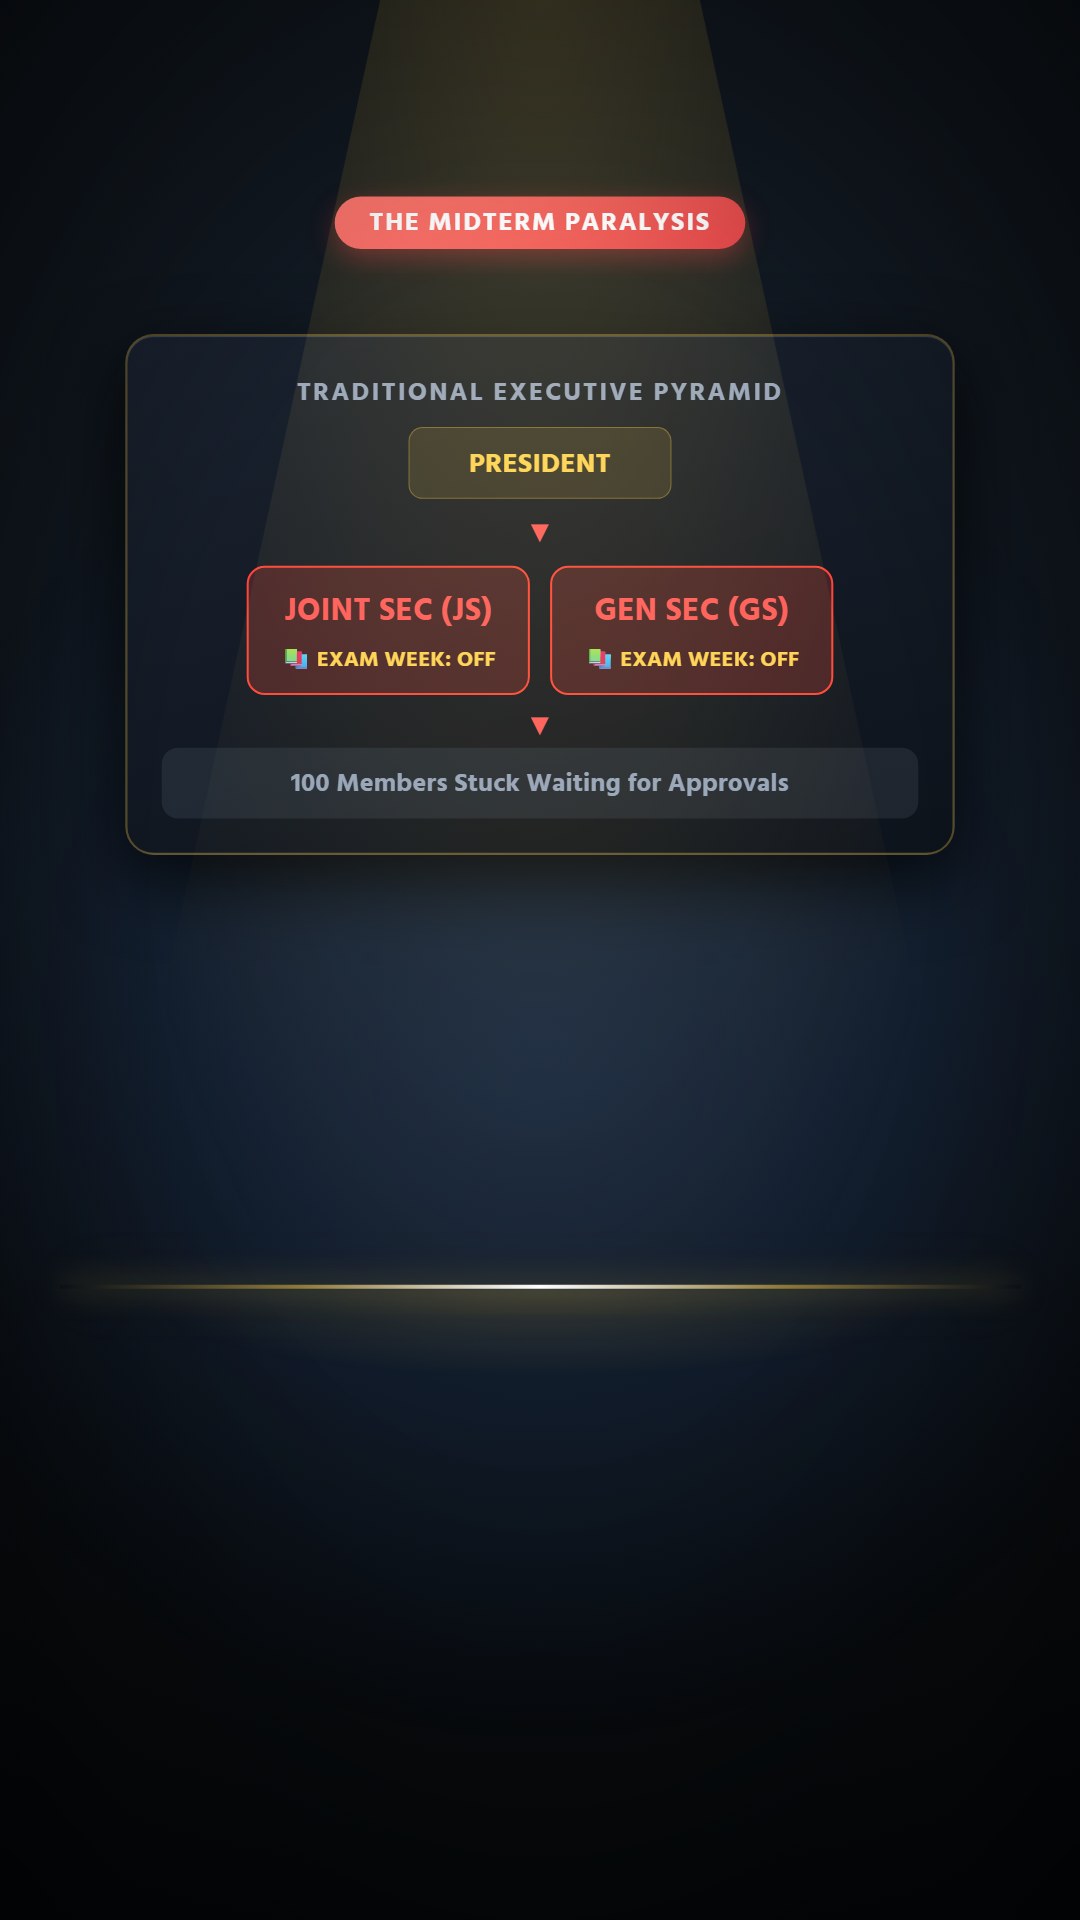 THE MIDTERM PARALYSIS
TRADITIONAL EXECUTIVE PYRAMID
PRESIDENT
JOINT SEC (JS)
EXAM WEEK: OFF
GEN SEC (GS)
EXAM WEEK: OFF
100 Members Stuck Waiting for Approvals